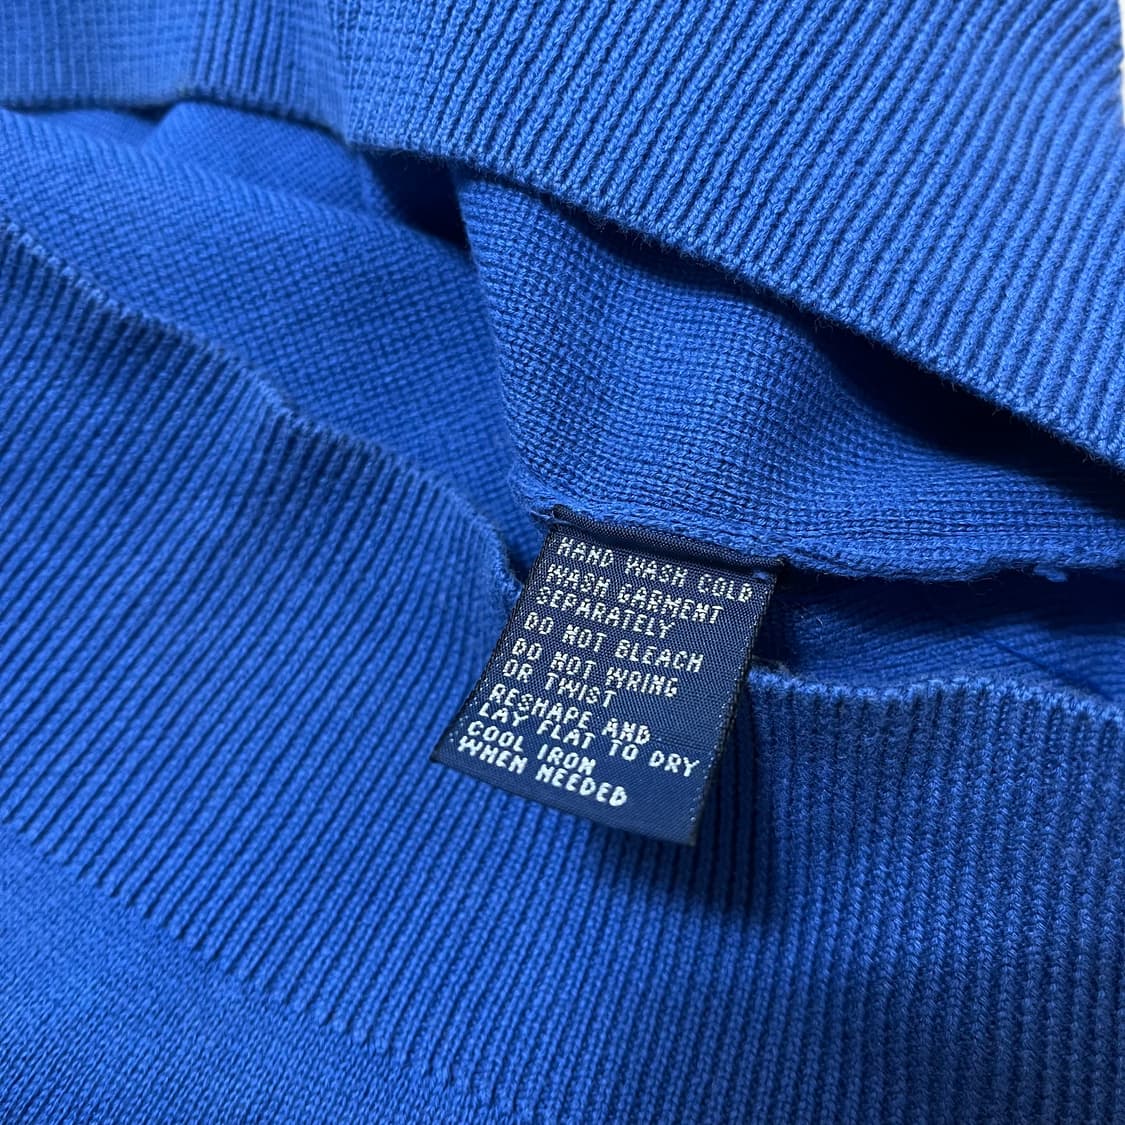 HAND WASH COLD
WASH GARMENT
SEPARATELY
DO NOT BLEACH
DO NOT WRING
OR TWIST
RESHAPE AND
LAY FLAT TO DRY
COOL IRON
WHEN NEEDED